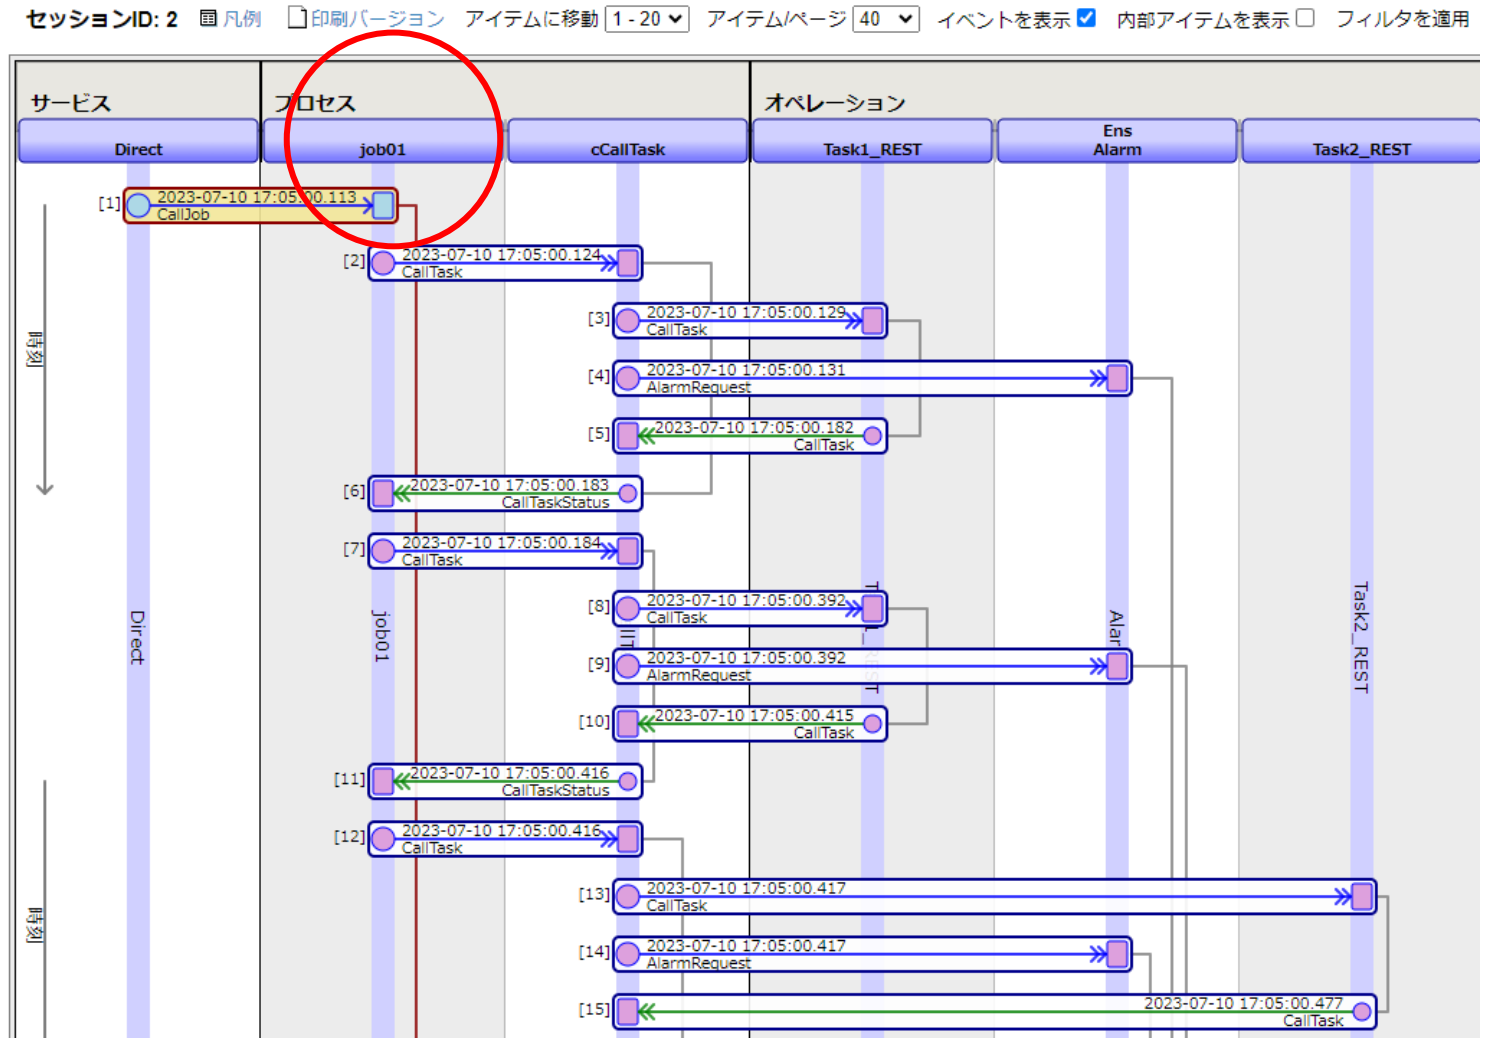 セッションID: 2 凡例 印刷バージョン アイテムに移動 1 - 20 アイテム/ページ 40 イベントを表示 内部アイテムを表示 フィルタを適用
サービス プロセス オペレーション
Direct job01 cCallTask Task1_REST Ens Alarm Task2_REST
[1] 2023-07-10 17:05:00.113
CallJob
[2] 2023-07-10 17:05:00.124
CallTask
[3] 2023-07-10 17:05:00.129
CallTask
時刻
[4] 2023-07-10 17:05:00.131
AlarmRequest
[5] 2023-07-10 17:05:00.182
CallTask
[6] 2023-07-10 17:05:00.183
CallTaskStatus
[7] 2023-07-10 17:05:00.184
CallTask
[8] 2023-07-10 17:05:00.392
CallTask
Direct job01 Task2_REST
[9] 2023-07-10 17:05:00.392
AlarmRequest
[10] 2023-07-10 17:05:00.415
CallTask
[11] 2023-07-10 17:05:00.416
CallTaskStatus
[12] 2023-07-10 17:05:00.416
CallTask
[13] 2023-07-10 17:05:00.417
CallTask
時刻
[14] 2023-07-10 17:05:00.417
AlarmRequest
[15] 2023-07-10 17:05:00.477
CallTask